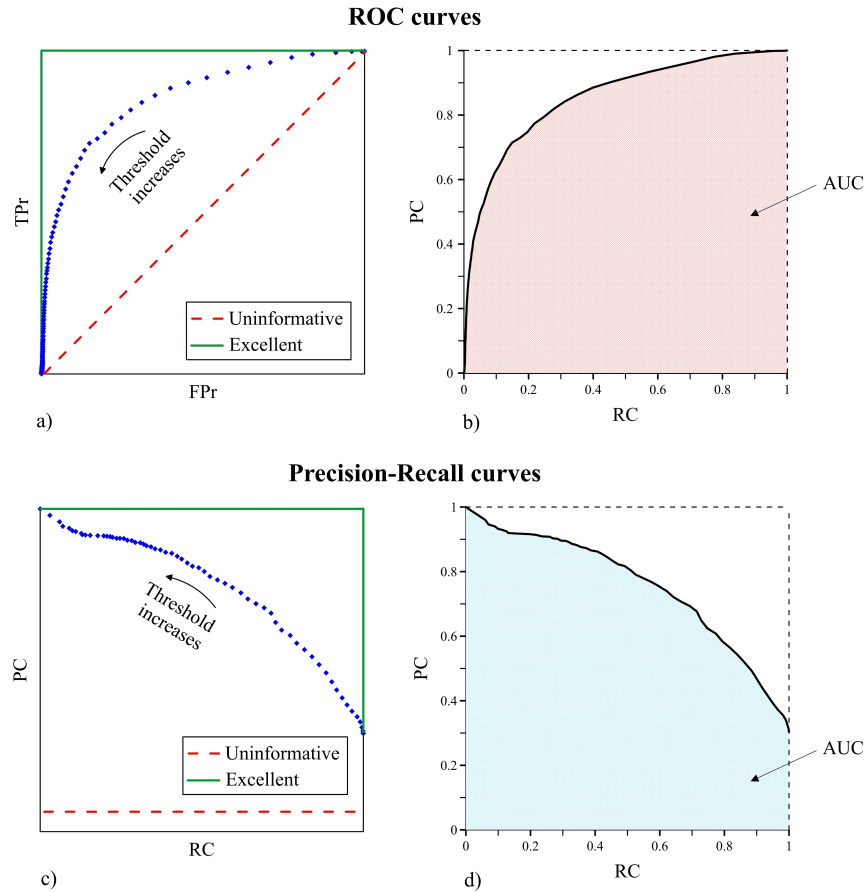 ROC curves
TPr
Threshold
increases
Uninformative
Excellent
FPr
a)
1
0.8
0.6
0.4
0.2
0
PC
AUC
0 0.2 0.4 0.6 0.8 1
RC
b)
Precision-Recall curves
PC
Threshold
increases
Uninformative
Excellent
RC
c)
1
0.8
0.6
0.4
0.2
0
PC
AUC
0 0.2 0.4 0.6 0.8 1
RC
d)